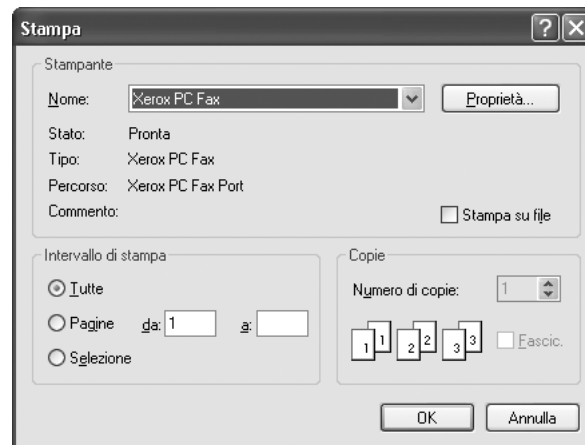 Stampa
Stampante
Nome: Xerox PC Fax Proprietà...
Stato: Pronta
Tipo: Xerox PC Fax
Percorso: Xerox PC Fax Port
Commento: Stampa su file
Intervallo di stampa
Tutte
Pagine da: 1 a:
Selezione
Copie
Numero di copie: 1
1 1 2 2 3 3 Fascic.
OK Annulla